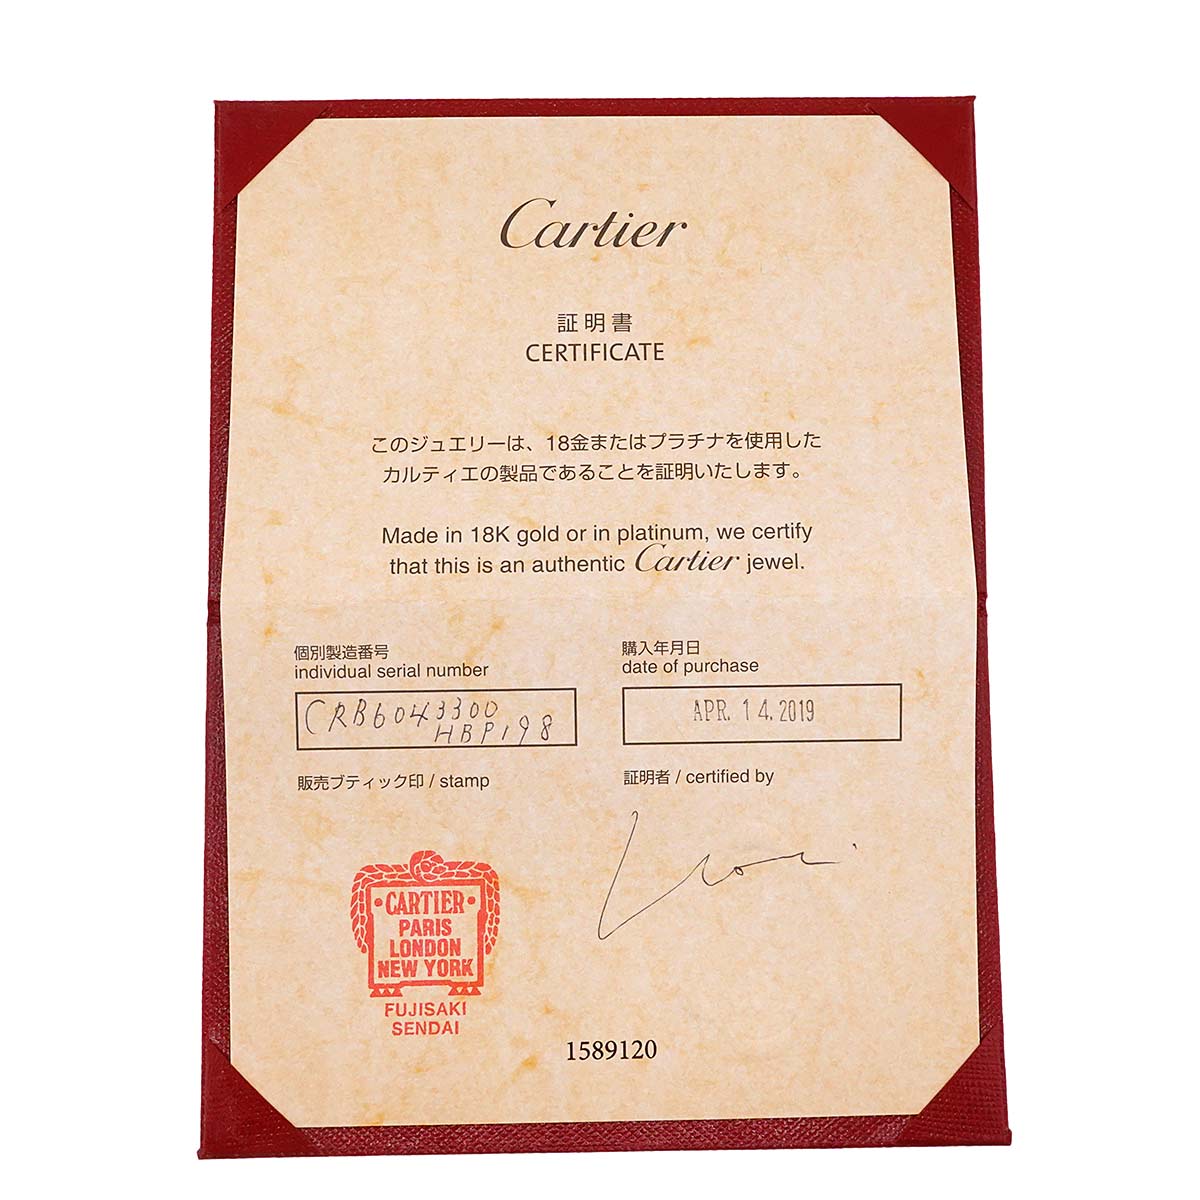 Cartier
証明書
CERTIFICATE
このジュエリーは、18金またはプラチナを使用した
カルティエの製品であることを証明いたします。
Made in 18K gold or in platinum, we certify
that this is an authentic Cartier jewel.
個別製造番号
individual serial number
CRB6043300
HBP198
購入年月日
date of purchase
APR. 14.2019
販売ブティック印 / stamp
証明者 / certified by
·CARTIER·
PARIS
LONDON
NEW YORK
FUJISAKI
SENDAI
1589120